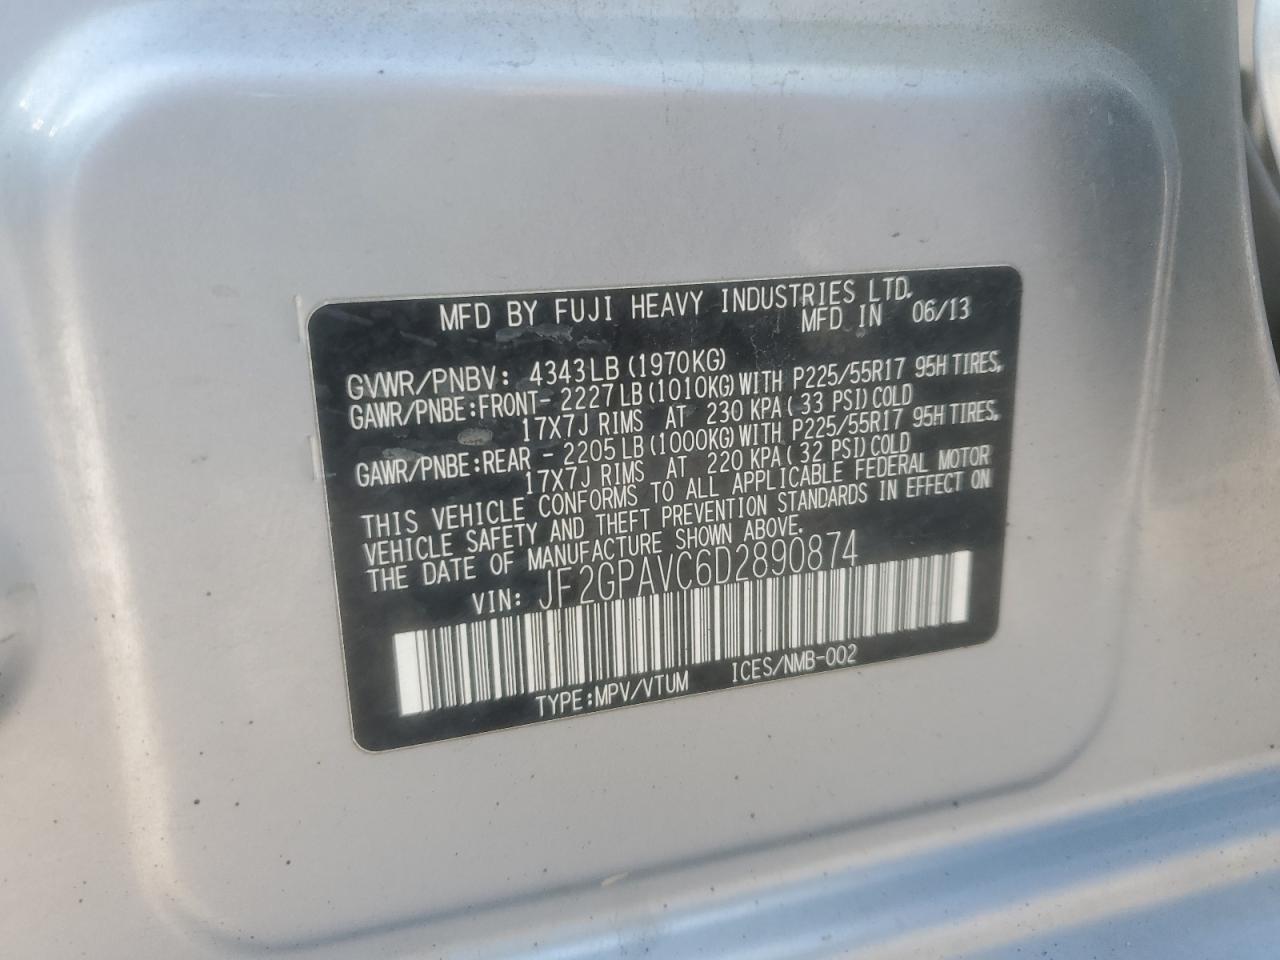 MFD BY FUJI HEAVY INDUSTRIES LTD.
MFD IN 06/13
GVWR/PNBV: 4343LB (1970KG)
GAWR/PNBE:FRONT- 2227LB (1010KG) WITH P225/55R17 95H TIRES,
17X7J RIMS AT 230 KPA (33 PSI) COLD
GAWR/PNBE:REAR - 2205LB (1000KG) WITH P225/55R17 95H TIRES,
17X7J RIMS AT 220 KPA (32 PSI) COLD
THIS VEHICLE CONFORMS TO ALL APPLICABLE FEDERAL MOTOR
VEHICLE SAFETY AND THEFT PREVENTION STANDARDS IN EFFECT ON
THE DATE OF MANUFACTURE SHOWN ABOVE.
VIN: JF2GPAVC6D2890874
TYPE:MPV/VTUM ICES/NMB-002